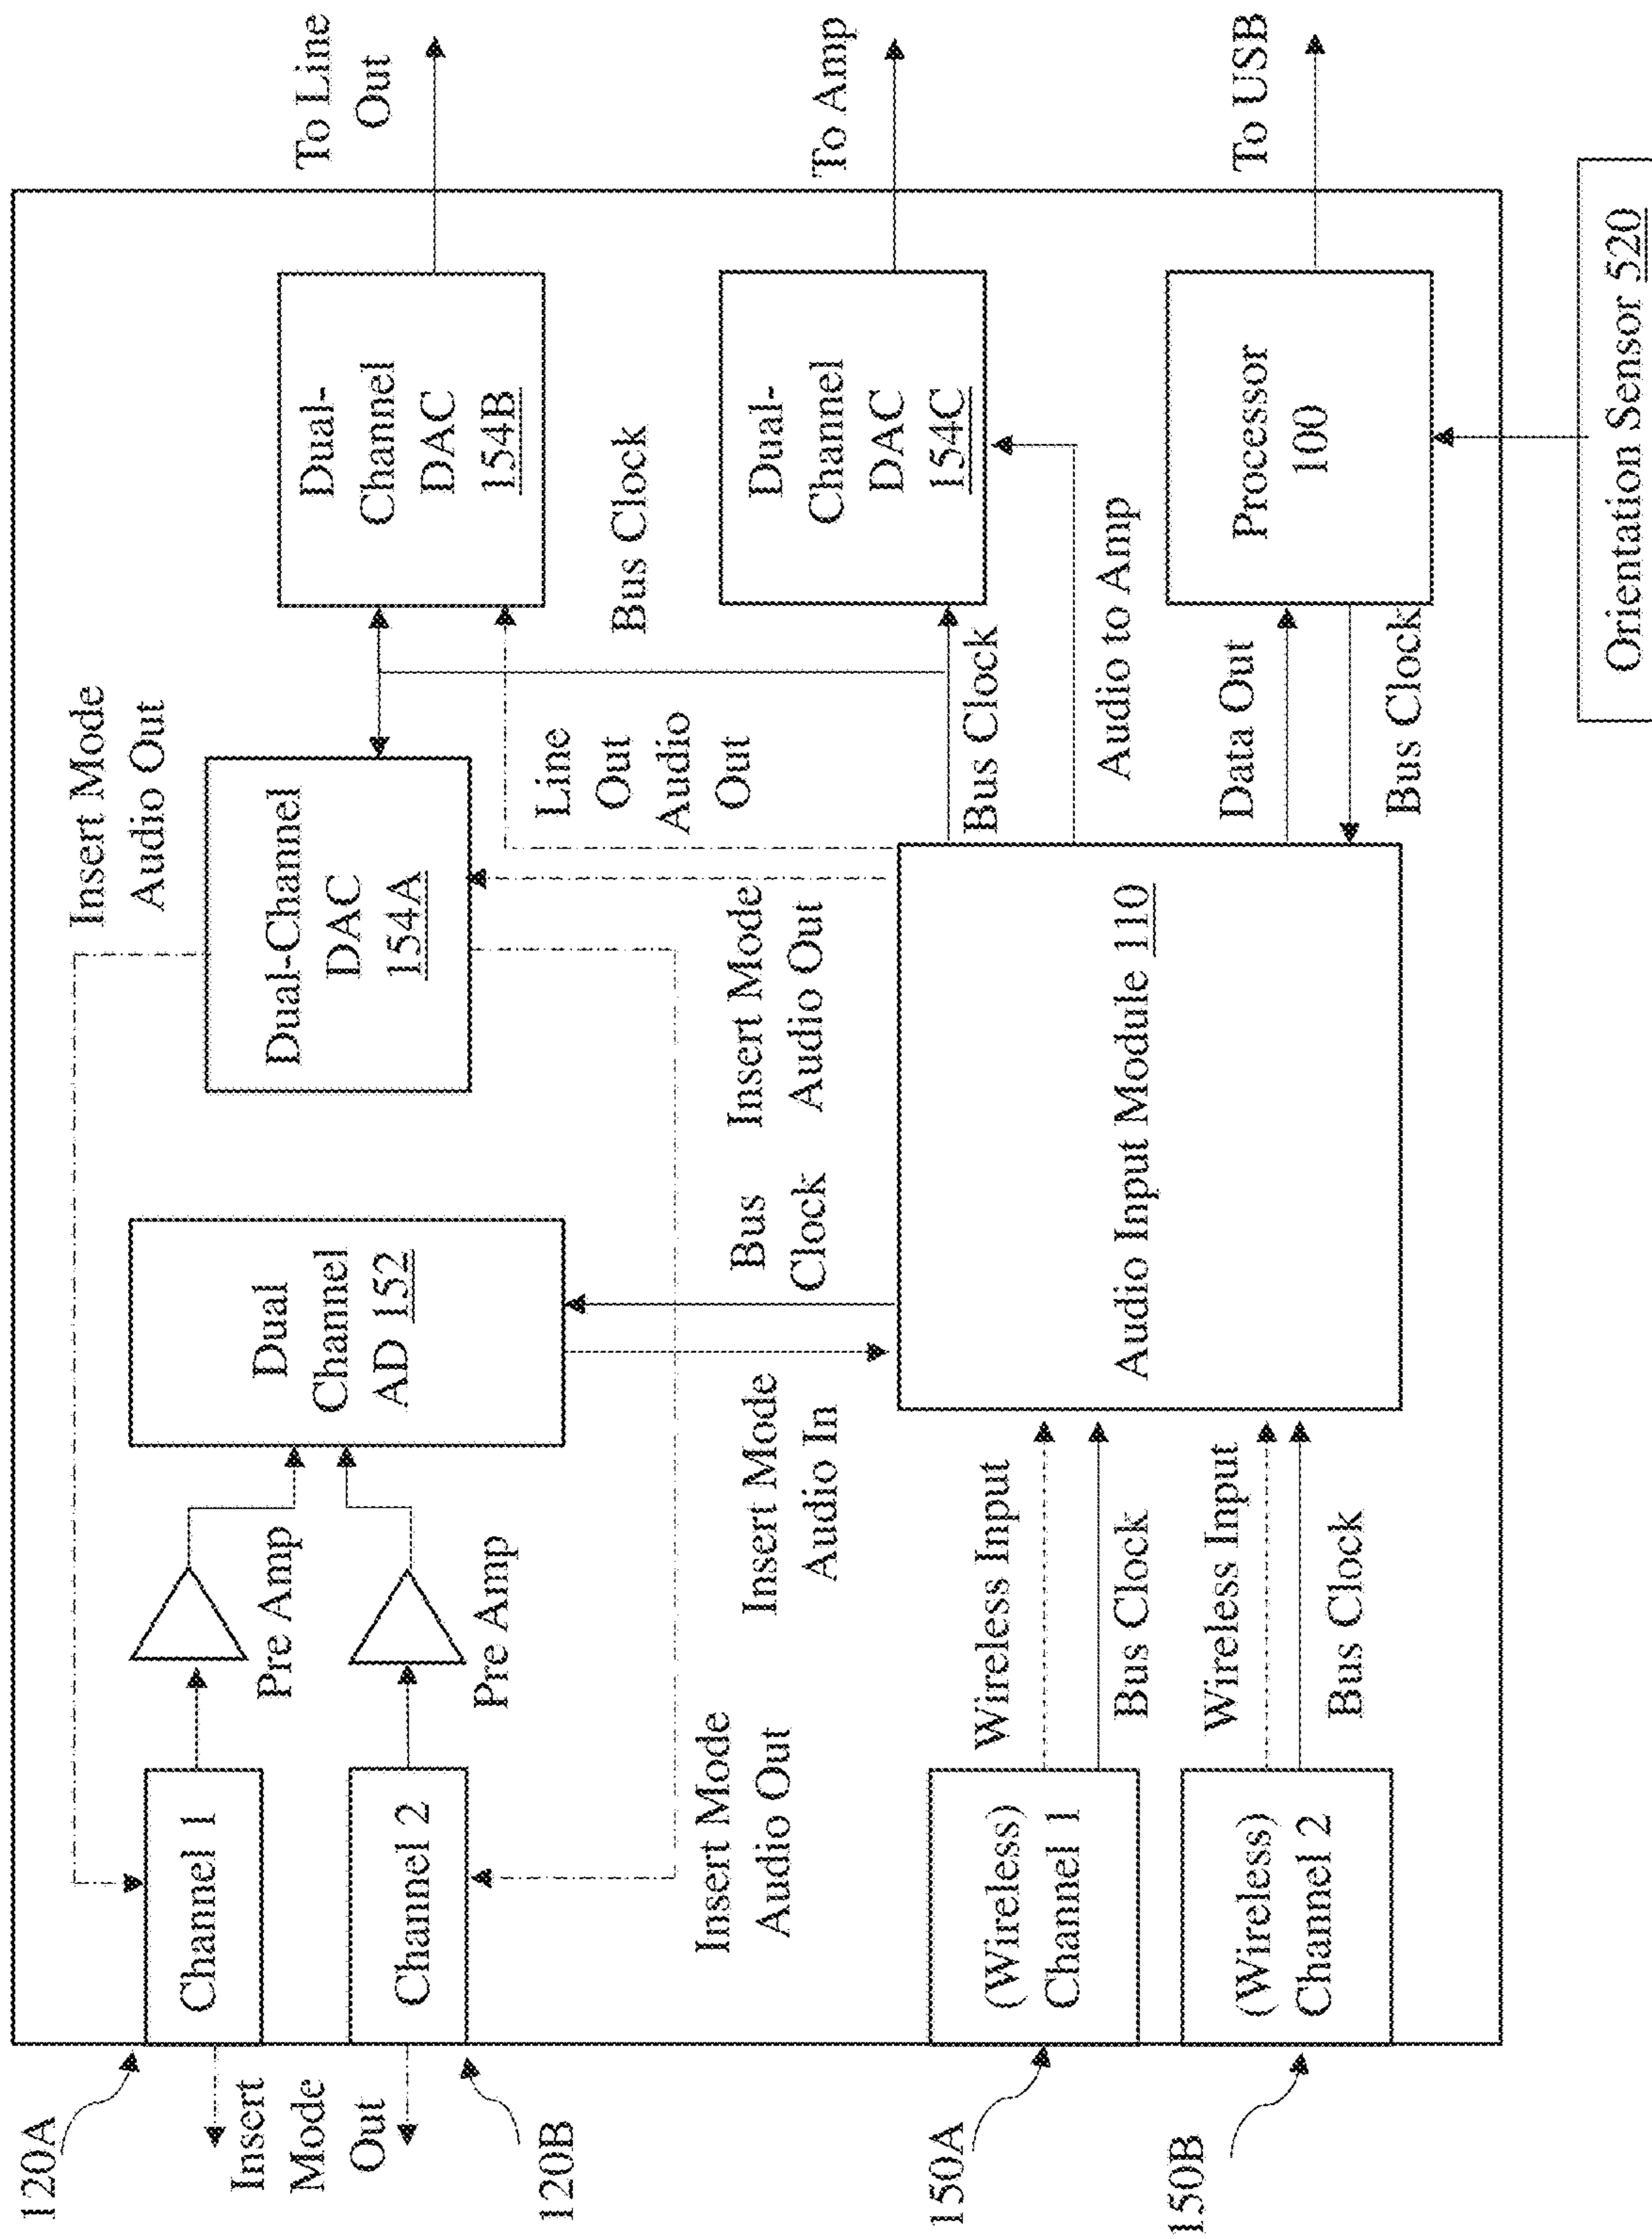 120A
Insert
Mode
Out
120B
150A
150B
Channel 1
Channel 2
Pre Amp
Pre Amp
Dual
Channel
AD 152
Insert Mode
Audio Out
Dual-Channel
DAC
154A
Dual-
Channel
DAC
154B
To Line
Out
Insert Mode
Audio Out
Insert Mode
Audio In
Bus
Clock
Insert Mode
Audio Out
Line
Out
Audio
Out
Bus Clock
Dual-
Channel
DAC
154C
To Amp
(Wireless)
Channel 1
Wireless Input
Bus Clock
(Wireless)
Channel 2
Wireless Input
Bus Clock
Audio Input Module 110
Bus Clock
Audio to Amp
Data Out
Bus Clock
Processor
100
To USB
Orientation Sensor 520